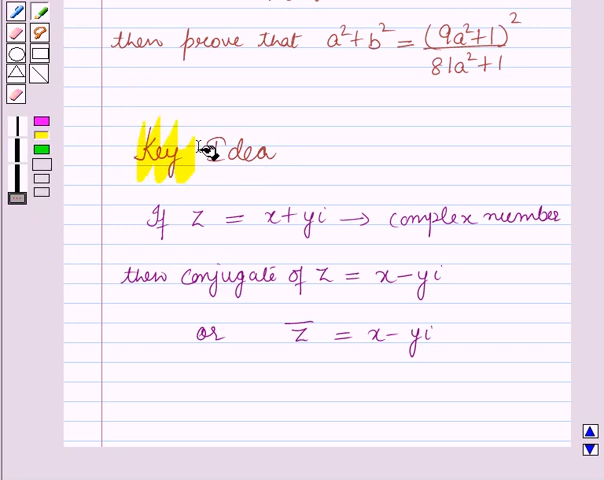 then prove that a²+b² = (9a²+1)² / 81a²+1
Key Idea
If z = x+yi → complex number
then conjugate of z = x-yi
or z̅ = x-yi